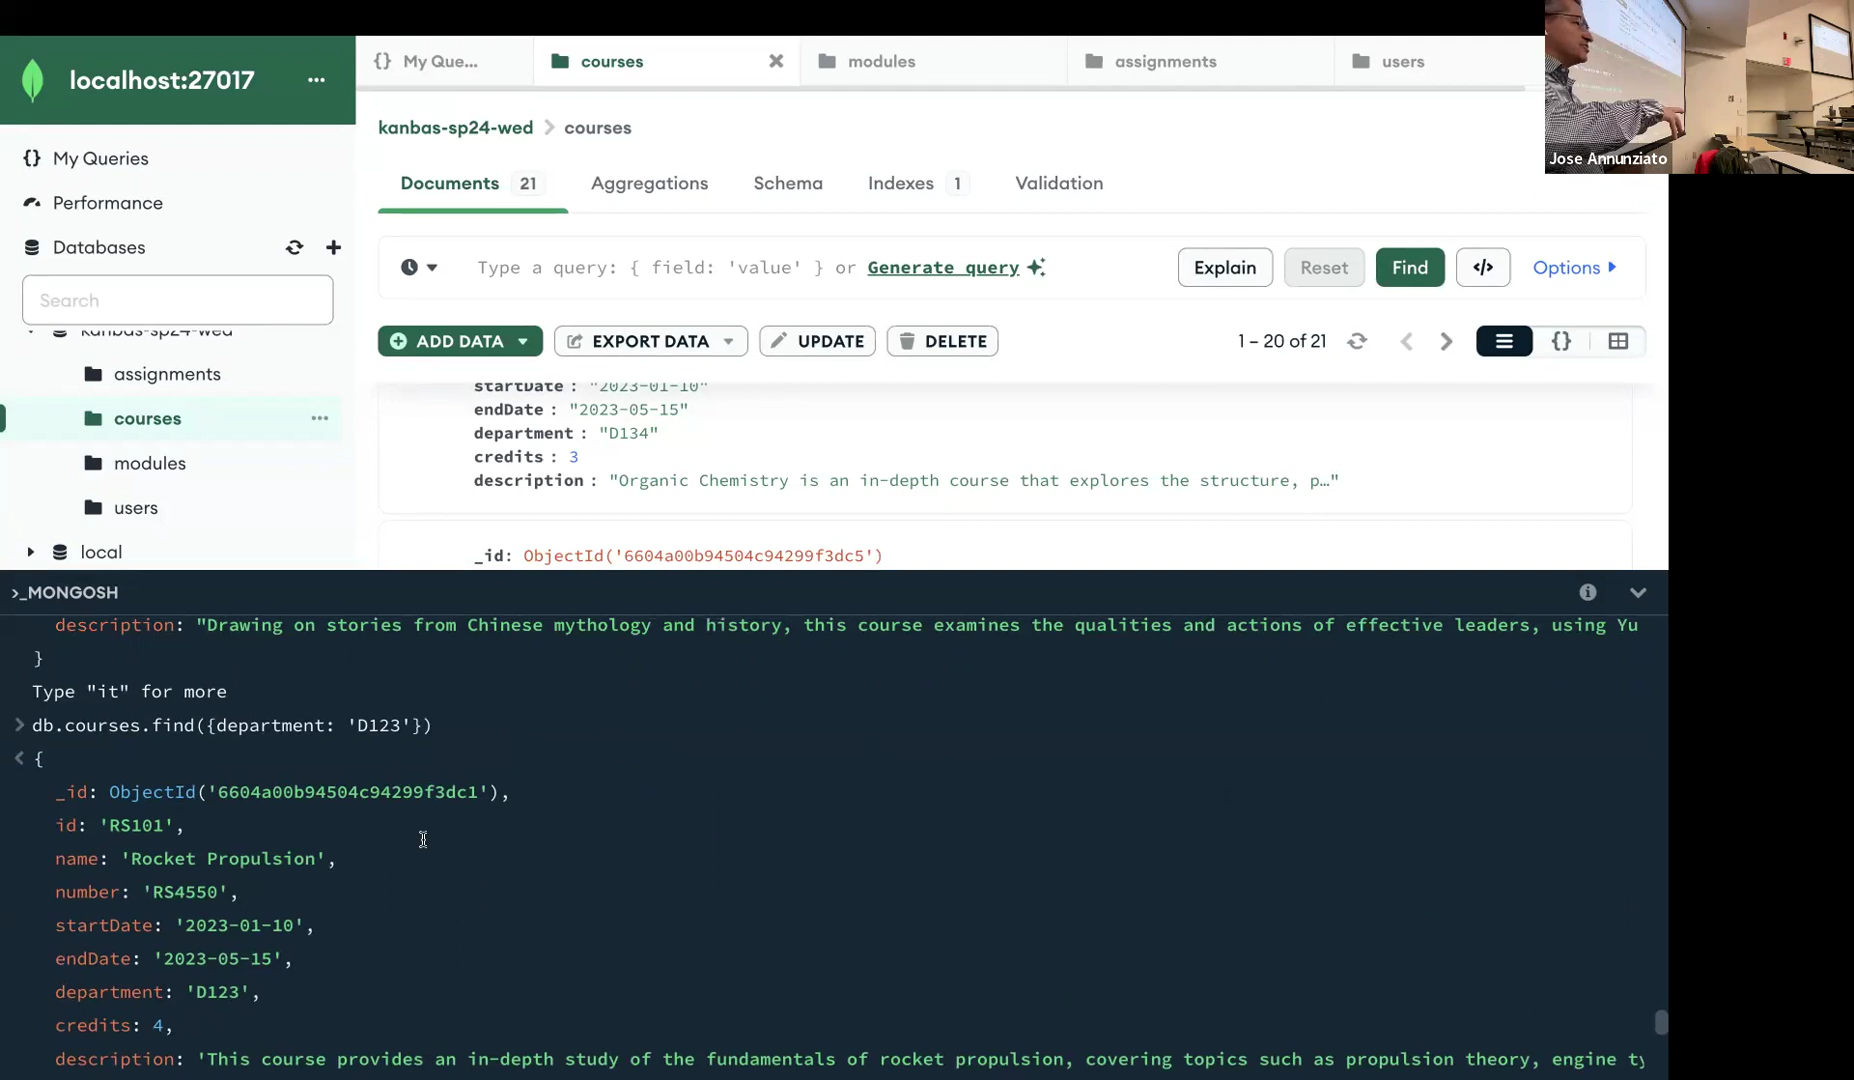 localhost:27017
{} My Que...
courses
modules
assignments
users
Jose Annunziato
kanbas-sp24-wed > courses
{} My Queries
Performance
Databases
Search
kanbas-sp24-wed
assignments
courses
modules
users
local
Documents 21
Aggregations
Schema
Indexes 1
Validation
Type a query: { field: 'value' } or Generate query
Explain
Reset
Find
</>
Options
ADD DATA
EXPORT DATA
UPDATE
DELETE
1 – 20 of 21
{}
startDate : "2023-01-10"
endDate : "2023-05-15"
department : "D134"
credits : 3
description : "Organic Chemistry is an in-depth course that explores the structure, p…"
_id: ObjectId('6604a00b94504c94299f3dc5')
>_MONGOSH
description: "Drawing on stories from Chinese mythology and history, this course examines the qualities and actions of effective leaders, using Yu
}
Type "it" for more
> db.courses.find({department: 'D123'})
< {
_id: ObjectId('6604a00b94504c94299f3dc1'),
id: 'RS101',
name: 'Rocket Propulsion',
number: 'RS4550',
startDate: '2023-01-10',
endDate: '2023-05-15',
department: 'D123',
credits: 4,
description: 'This course provides an in-depth study of the fundamentals of rocket propulsion, covering topics such as propulsion theory, engine ty